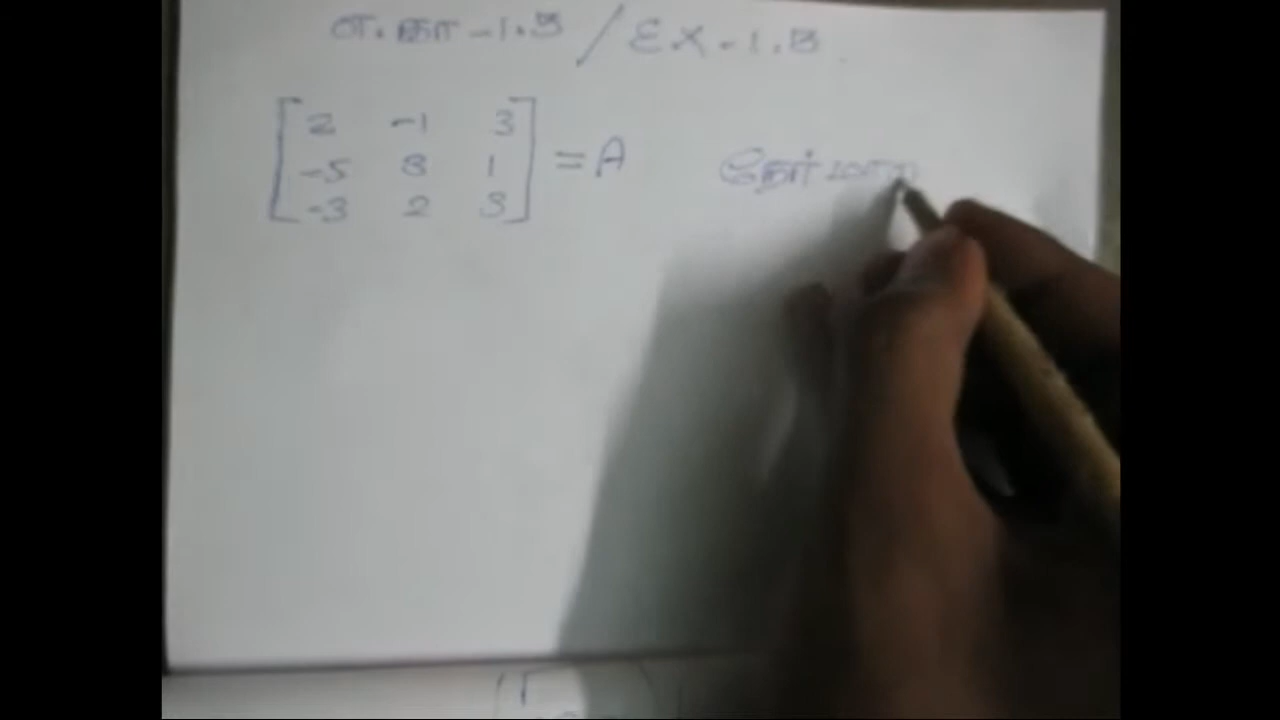 எ.கா - 1.3 / Ex - 1.3
[ 2 -1 3
-5 3 1 = A நேர்மாறு
-3 2 3 ]